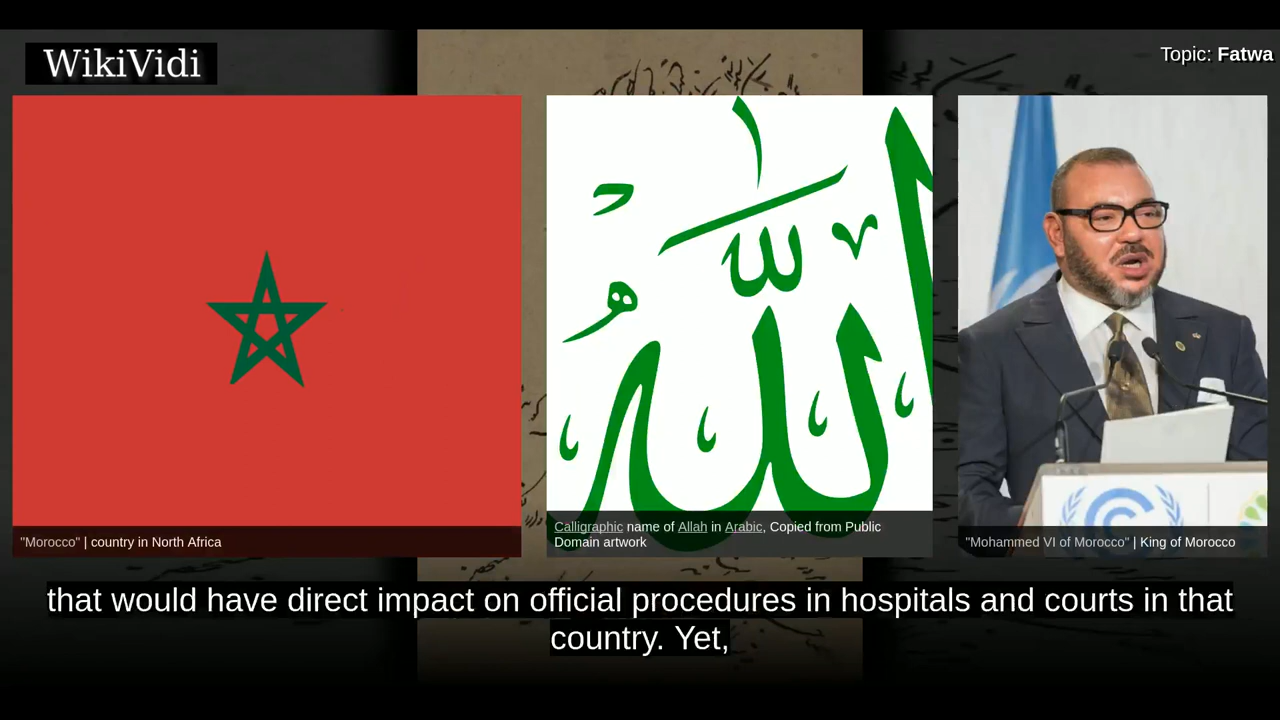 WikiVidi
Topic: Fatwa
الله
"Morocco" | country in North Africa
Calligraphic name of Allah in Arabic, Copied from Public
Domain artwork
"Mohammed VI of Morocco" | King of Morocco
that would have direct impact on official procedures in hospitals and courts in that
country. Yet,